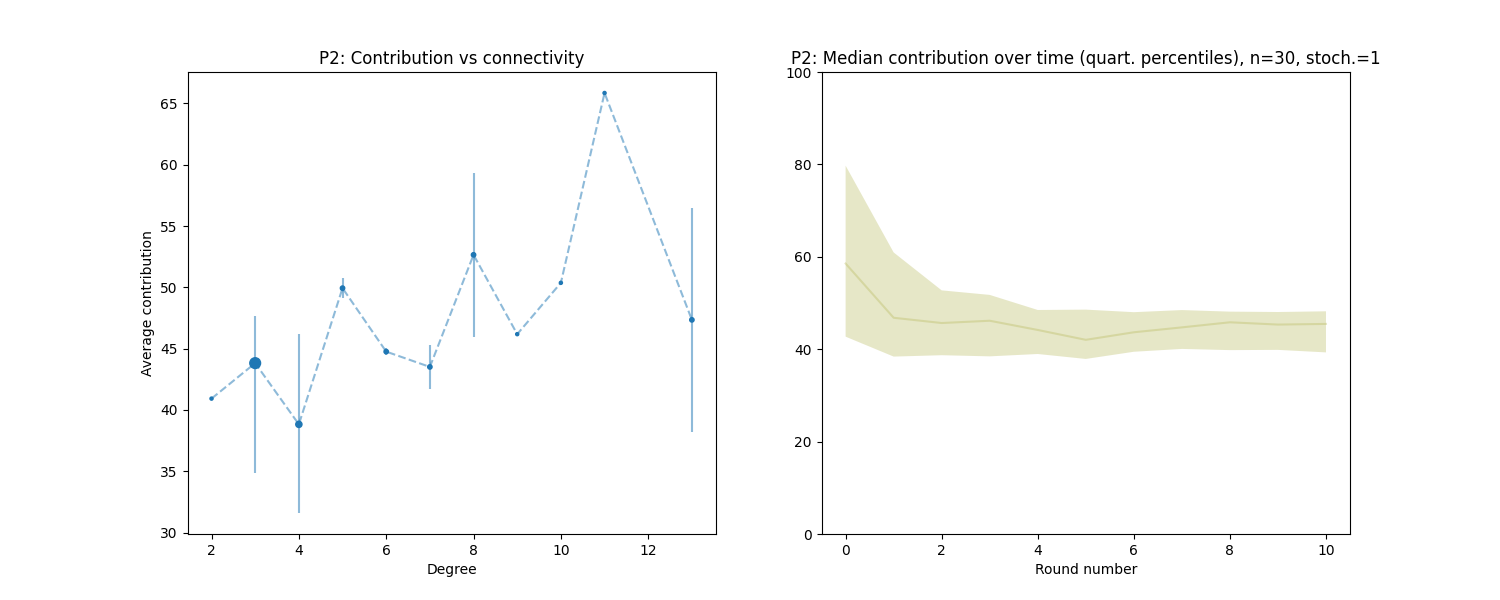 P2: Contribution vs connectivity
65
60
55
50
45
40
35
30
Average contribution
2 4 6 8 10 12
Degree
P2: Median contribution over time (quart. percentiles), n=30, stoch.=1
100
80
60
40
20
0
0 2 4 6 8 10
Round number